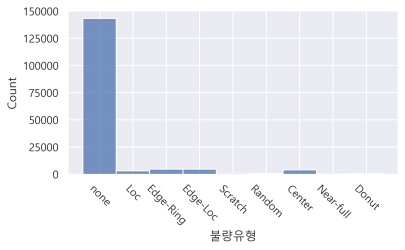 150000
125000
100000
75000
50000
25000
0
Count
none
Loc
Edge-Ring
Edge-Loc
Scratch
Random
Center
Near-full
Donut
불량유형